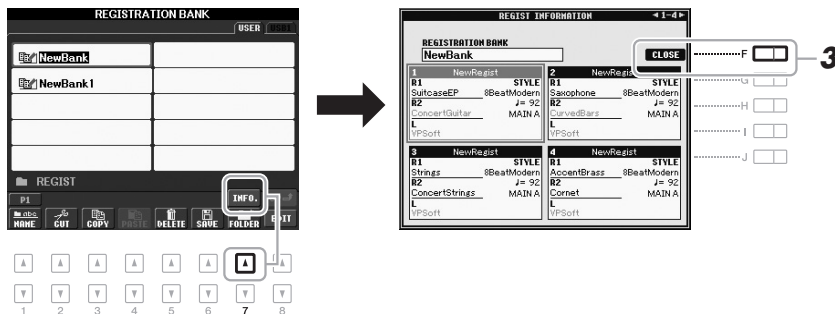 REGISTRATION BANK
USER USB1
NewBank
NewBank1
REGIST
P1 INFO.
NAME CUT COPY PASTE DELETE SAVE FOLDER EDIT
1 2 3 4 5 6 7 8
REGIST INFORMATION 1-4
REGISTRATION BANK
NewBank
CLOSE
F
3
G
H
I
J
1 NewRegist
R1 STYLE
SuitcaseEP 8BeatModern
R2 ♩= 92
ConcertGuitar MAIN A
L
VPSoft
2 NewRegist
R1 STYLE
Saxophone 8BeatModern
R2 ♩= 92
CurvedBars MAIN A
L
VPSoft
3 NewRegist
R1 STYLE
Strings 8BeatModern
R2 ♩= 92
ConcertStrings MAIN A
L
VPSoft
4 NewRegist
R1 STYLE
AccentBrass 8BeatModern
R2 ♩= 92
Cornet MAIN A
L
VPSoft